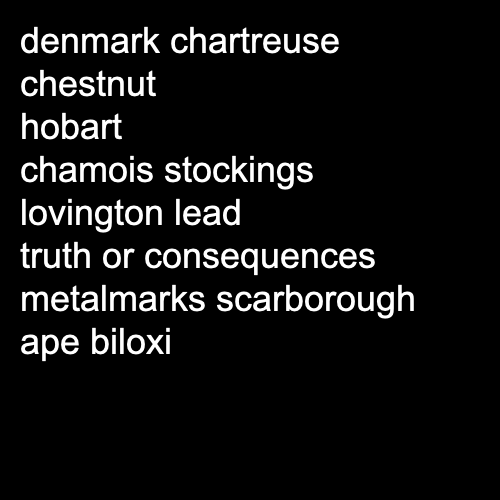 denmark chartreuse
chestnut
hobart
chamois stockings
lovington lead
truth or consequences
metalmarks scarborough
ape biloxi